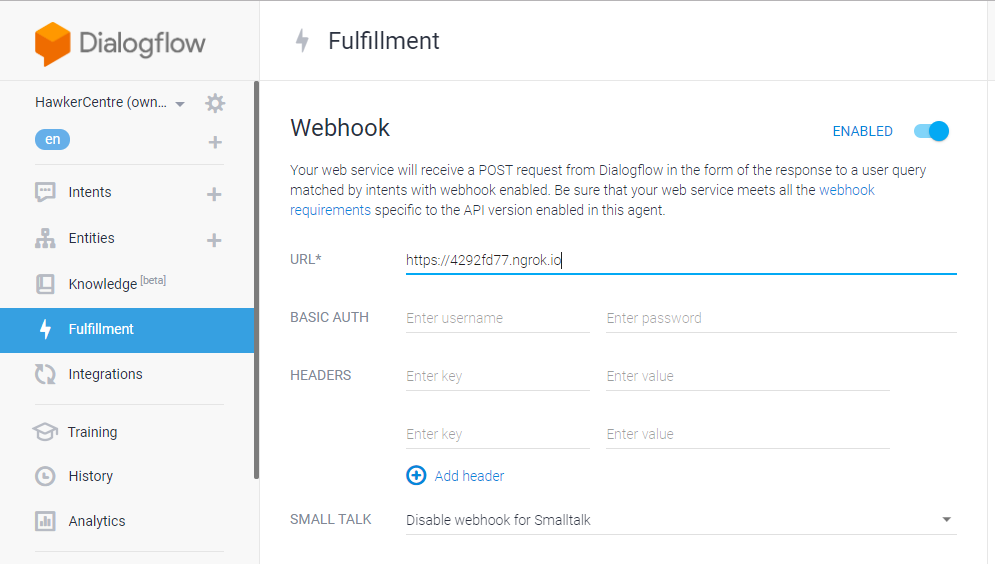 Dialogflow
HawkerCentre (own...
en
Intents
Entities
Knowledge [beta]
Fulfillment
Integrations
Training
History
Analytics
Fulfillment
Webhook
ENABLED
Your web service will receive a POST request from Dialogflow in the form of the response to a user query
matched by intents with webhook enabled. Be sure that your web service meets all the webhook
requirements specific to the API version enabled in this agent.
URL*
https://4292fd77.ngrok.io
BASIC AUTH
Enter username
Enter password
HEADERS
Enter key
Enter value
Enter key
Enter value
Add header
SMALL TALK
Disable webhook for Smalltalk